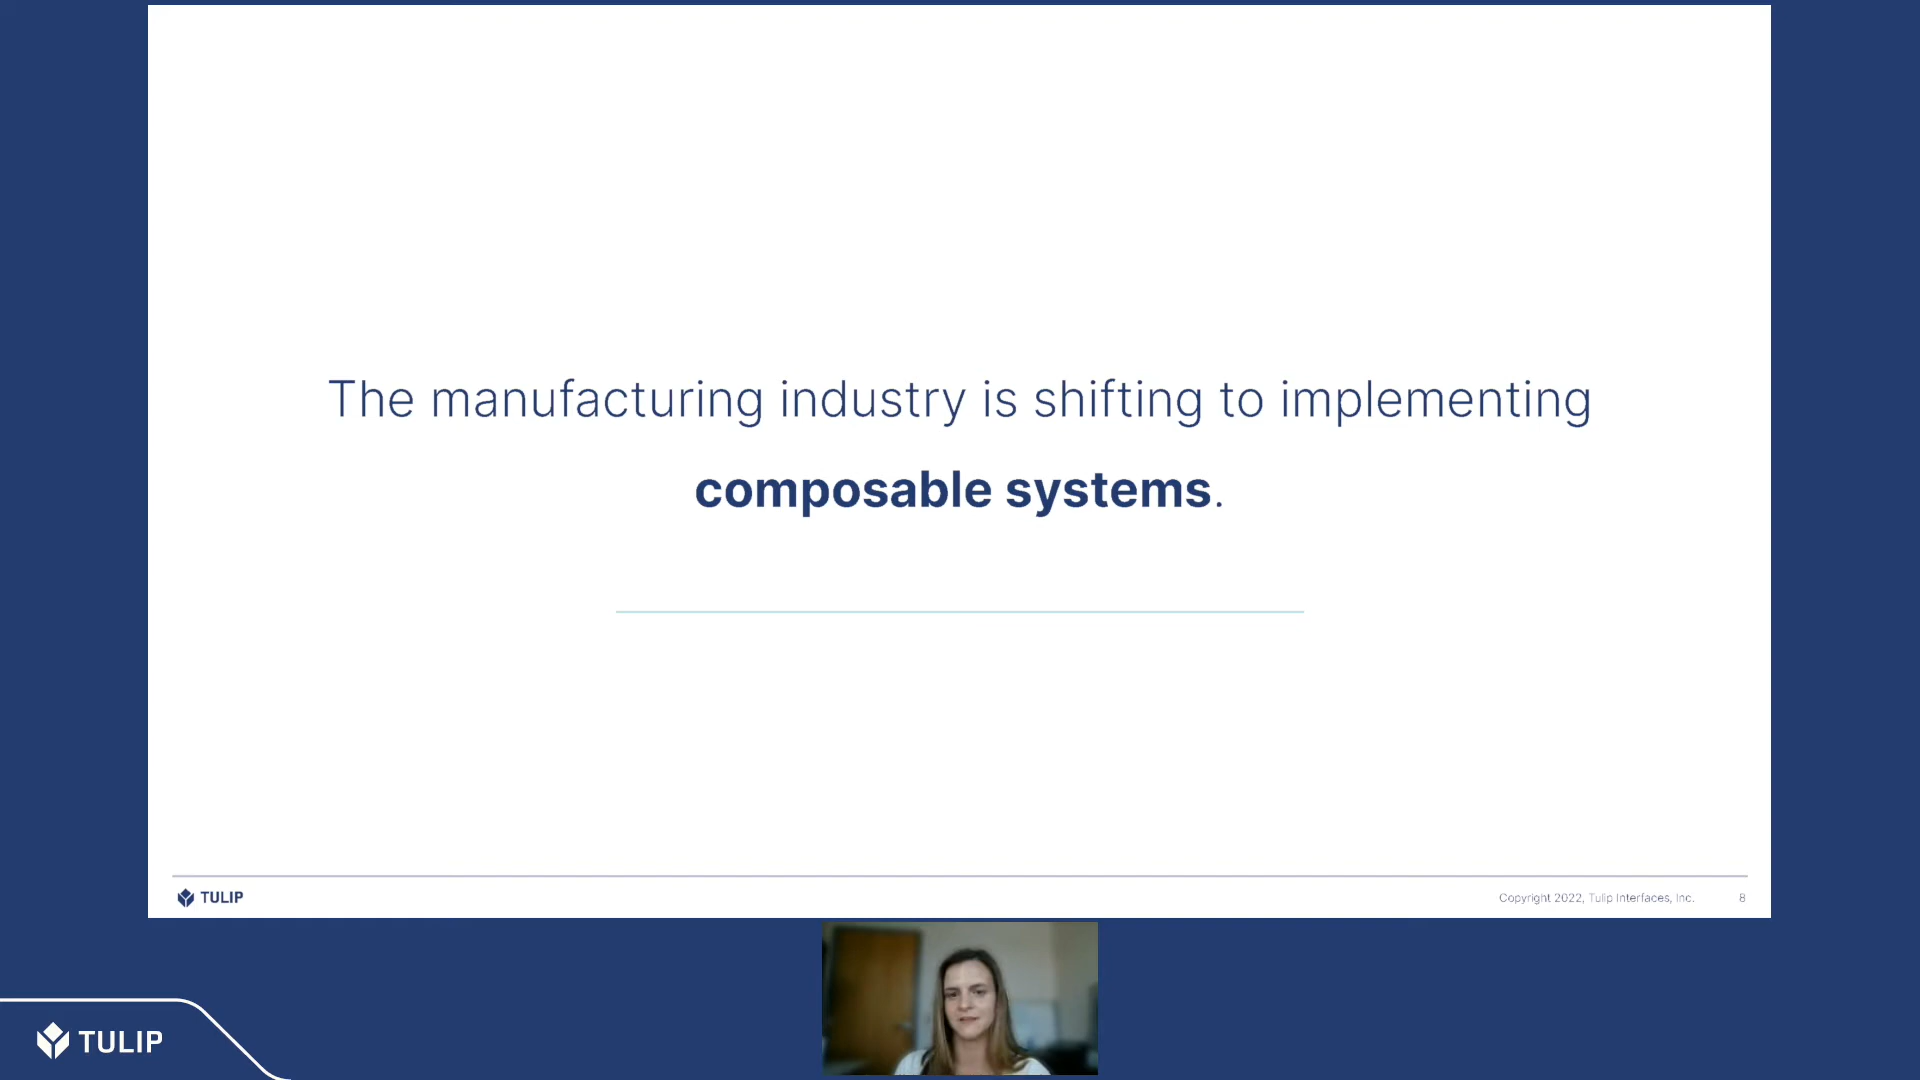 The manufacturing industry is shifting to implementing
composable systems.
TULIP
Copyright 2022, Tulip Interfaces, Inc.
8
TULIP